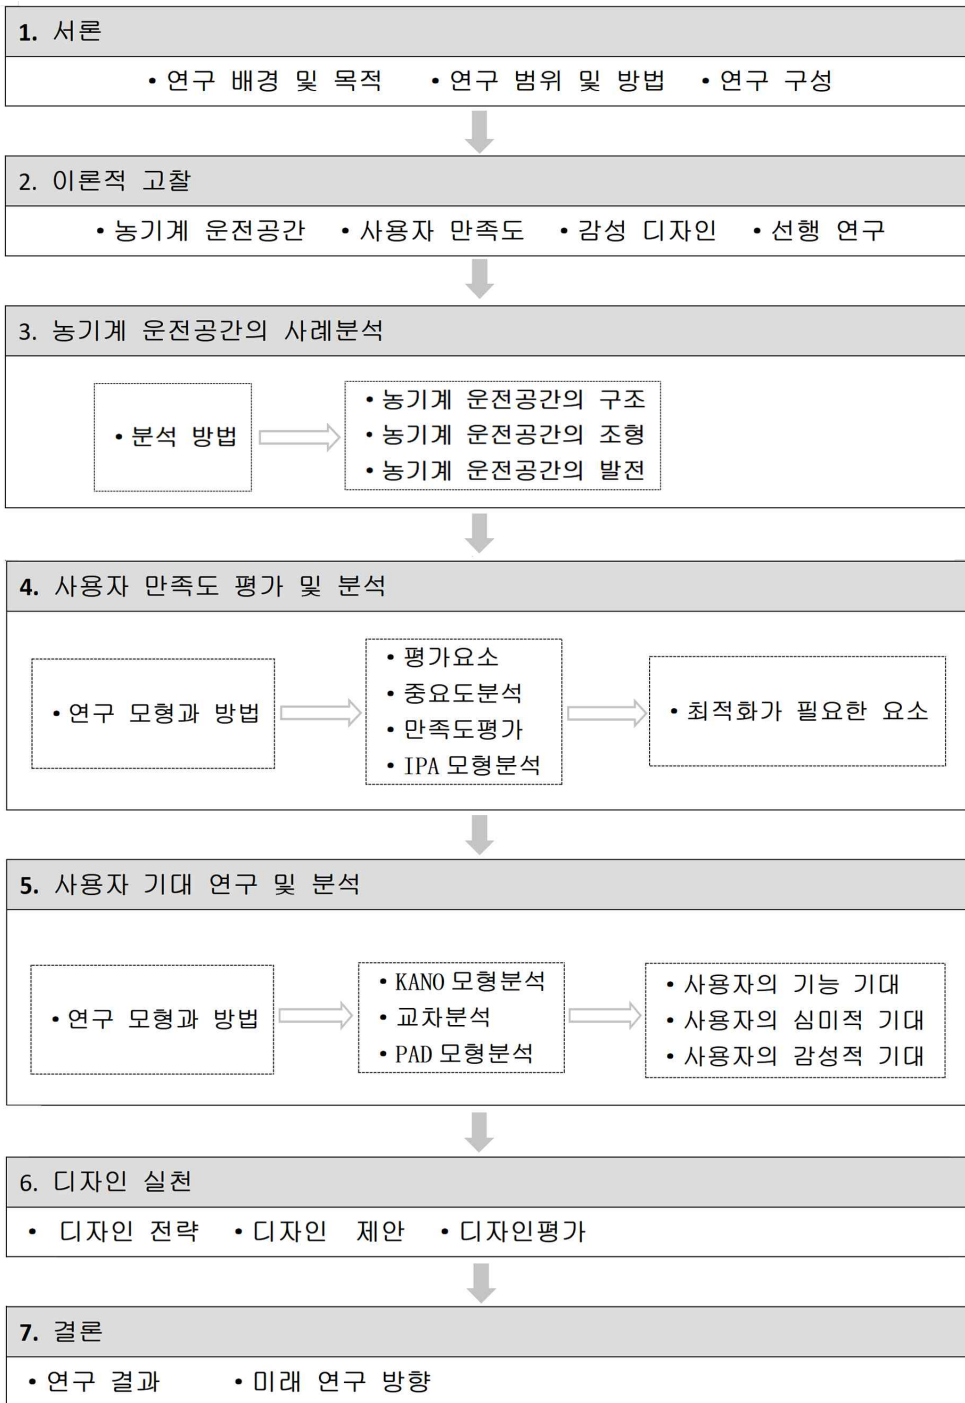 1. 서론
• 연구 배경 및 목적 • 연구 범위 및 방법 • 연구 구성
2. 이론적 고찰
• 농기계 운전공간 • 사용자 만족도 • 감성 디자인 • 선행 연구
3. 농기계 운전공간의 사례분석
• 분석 방법
• 농기계 운전공간의 구조
• 농기계 운전공간의 조형
• 농기계 운전공간의 발전
4. 사용자 만족도 평가 및 분석
• 연구 모형과 방법
• 평가요소
• 중요도분석
• 만족도평가
• IPA 모형분석
• 최적화가 필요한 요소
5. 사용자 기대 연구 및 분석
• 연구 모형과 방법
• KANO 모형분석
• 교차분석
• PAD 모형분석
• 사용자의 기능 기대
• 사용자의 심미적 기대
• 사용자의 감성적 기대
6. 디자인 실천
• 디자인 전략 • 디자인 제안 • 디자인평가
7. 결론
• 연구 결과 • 미래 연구 방향